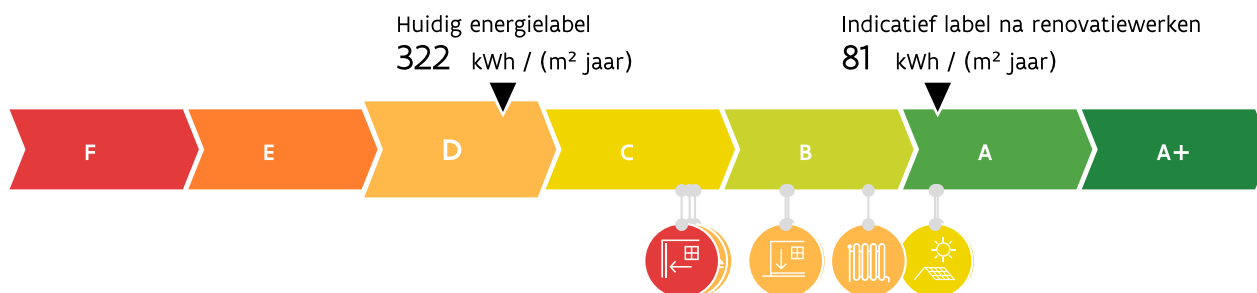 Huidig energielabel
322 kWh / (m² jaar)
Indicatief label na renovatiewerken
81 kWh / (m² jaar)
F E D C B A A+